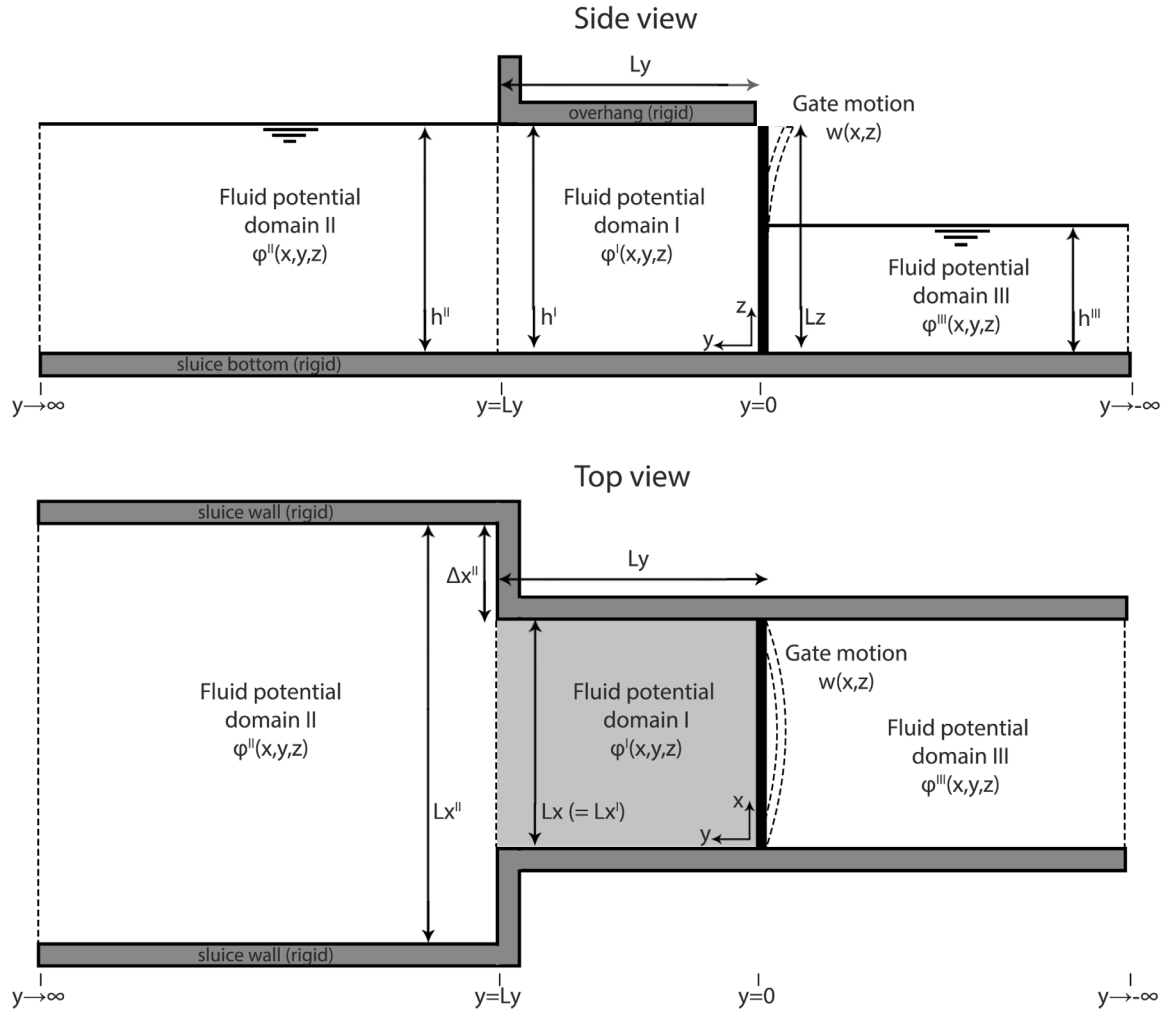 Side view
Ly
overhang (rigid)
Gate motion
w(x,z)
Fluid potential
domain II
φᴵᴵ(x,y,z)
Fluid potential
domain I
φᴵ(x,y,z)
Fluid potential
domain III
φᴵᴵᴵ(x,y,z)
hᴵᴵ
hᴵ
z
y
Lz
hᴵᴵᴵ
sluice bottom (rigid)
y→∞
y=Ly
y=0
y→-∞
Top view
sluice wall (rigid)
Δxᴵᴵ
Ly
Gate motion
w(x,z)
Fluid potential
domain II
φᴵᴵ(x,y,z)
Fluid potential
domain I
φᴵ(x,y,z)
Fluid potential
domain III
φᴵᴵᴵ(x,y,z)
Lxᴵᴵ
Lx (= Lxᴵ)
x
y
sluice wall (rigid)
y→∞
y=Ly
y=0
y→-∞